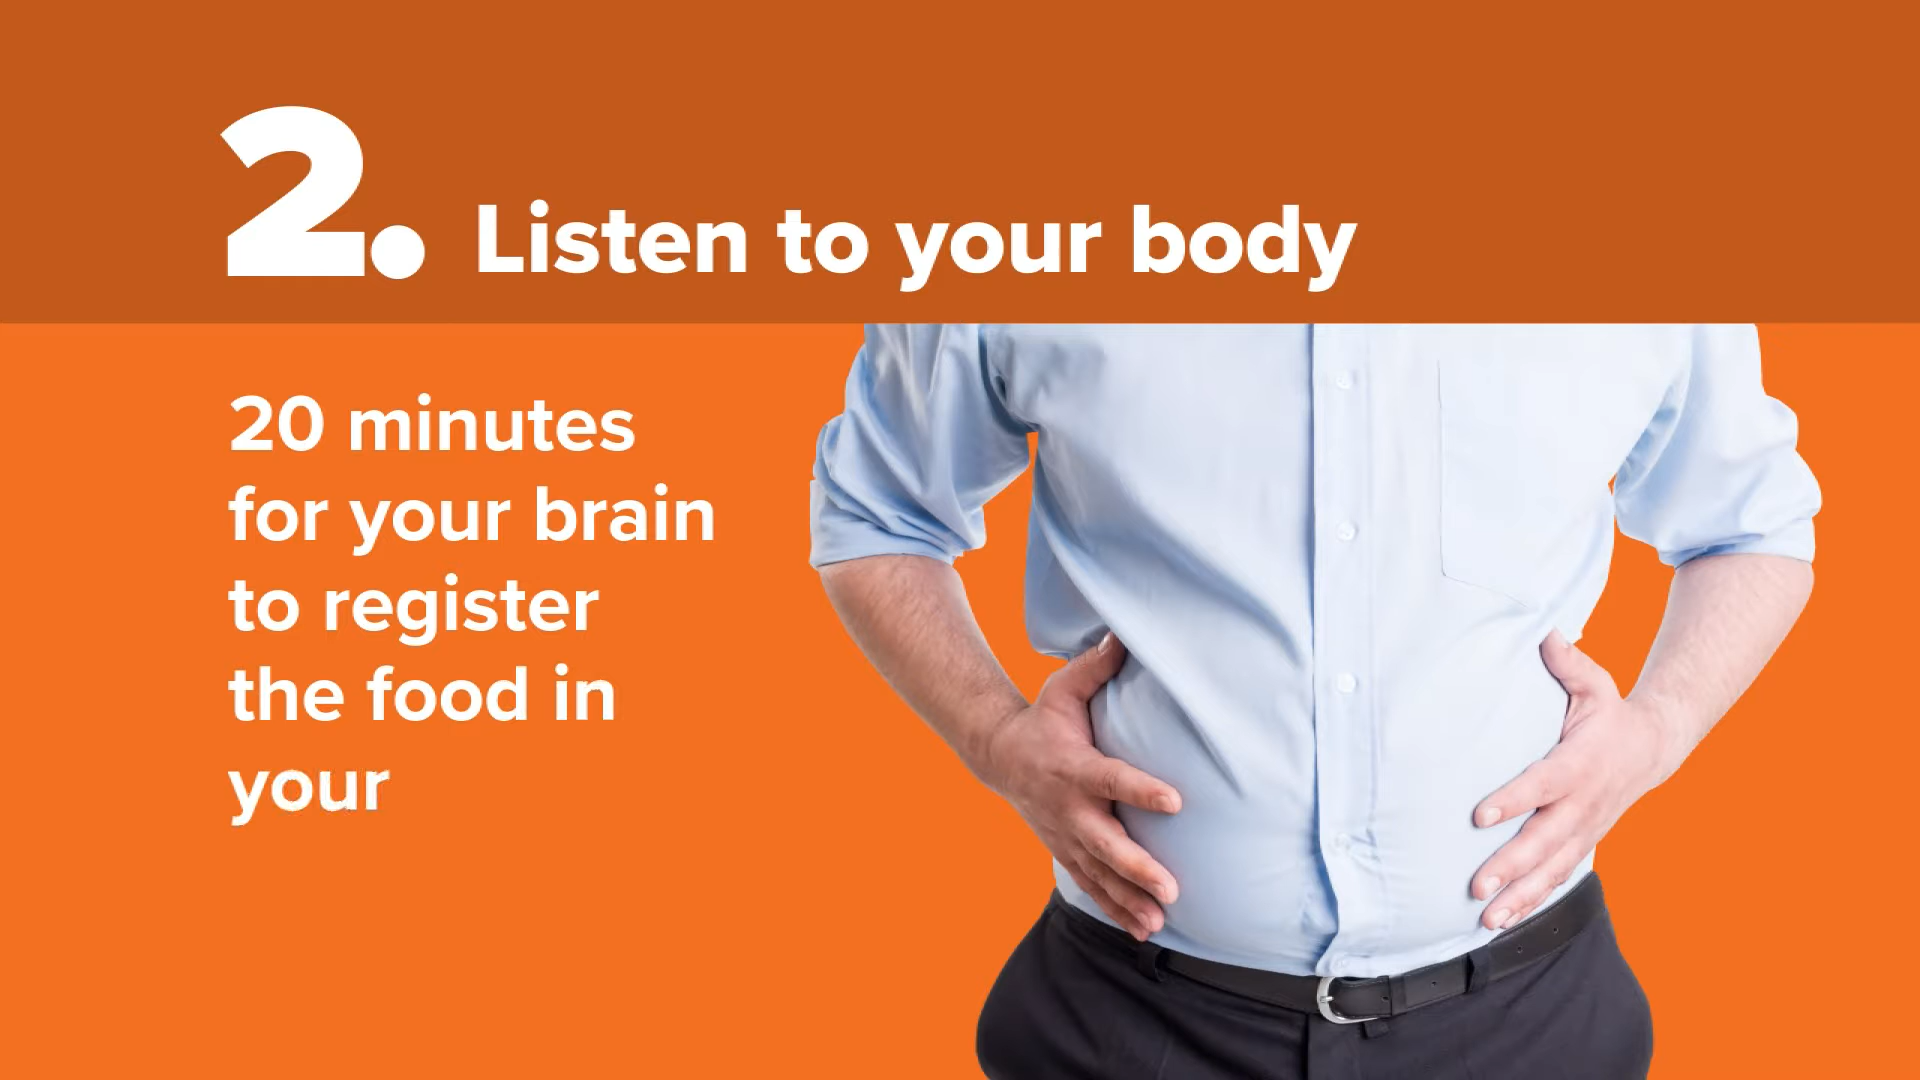 2. Listen to your body
20 minutes
for your brain
to register
the food in
your